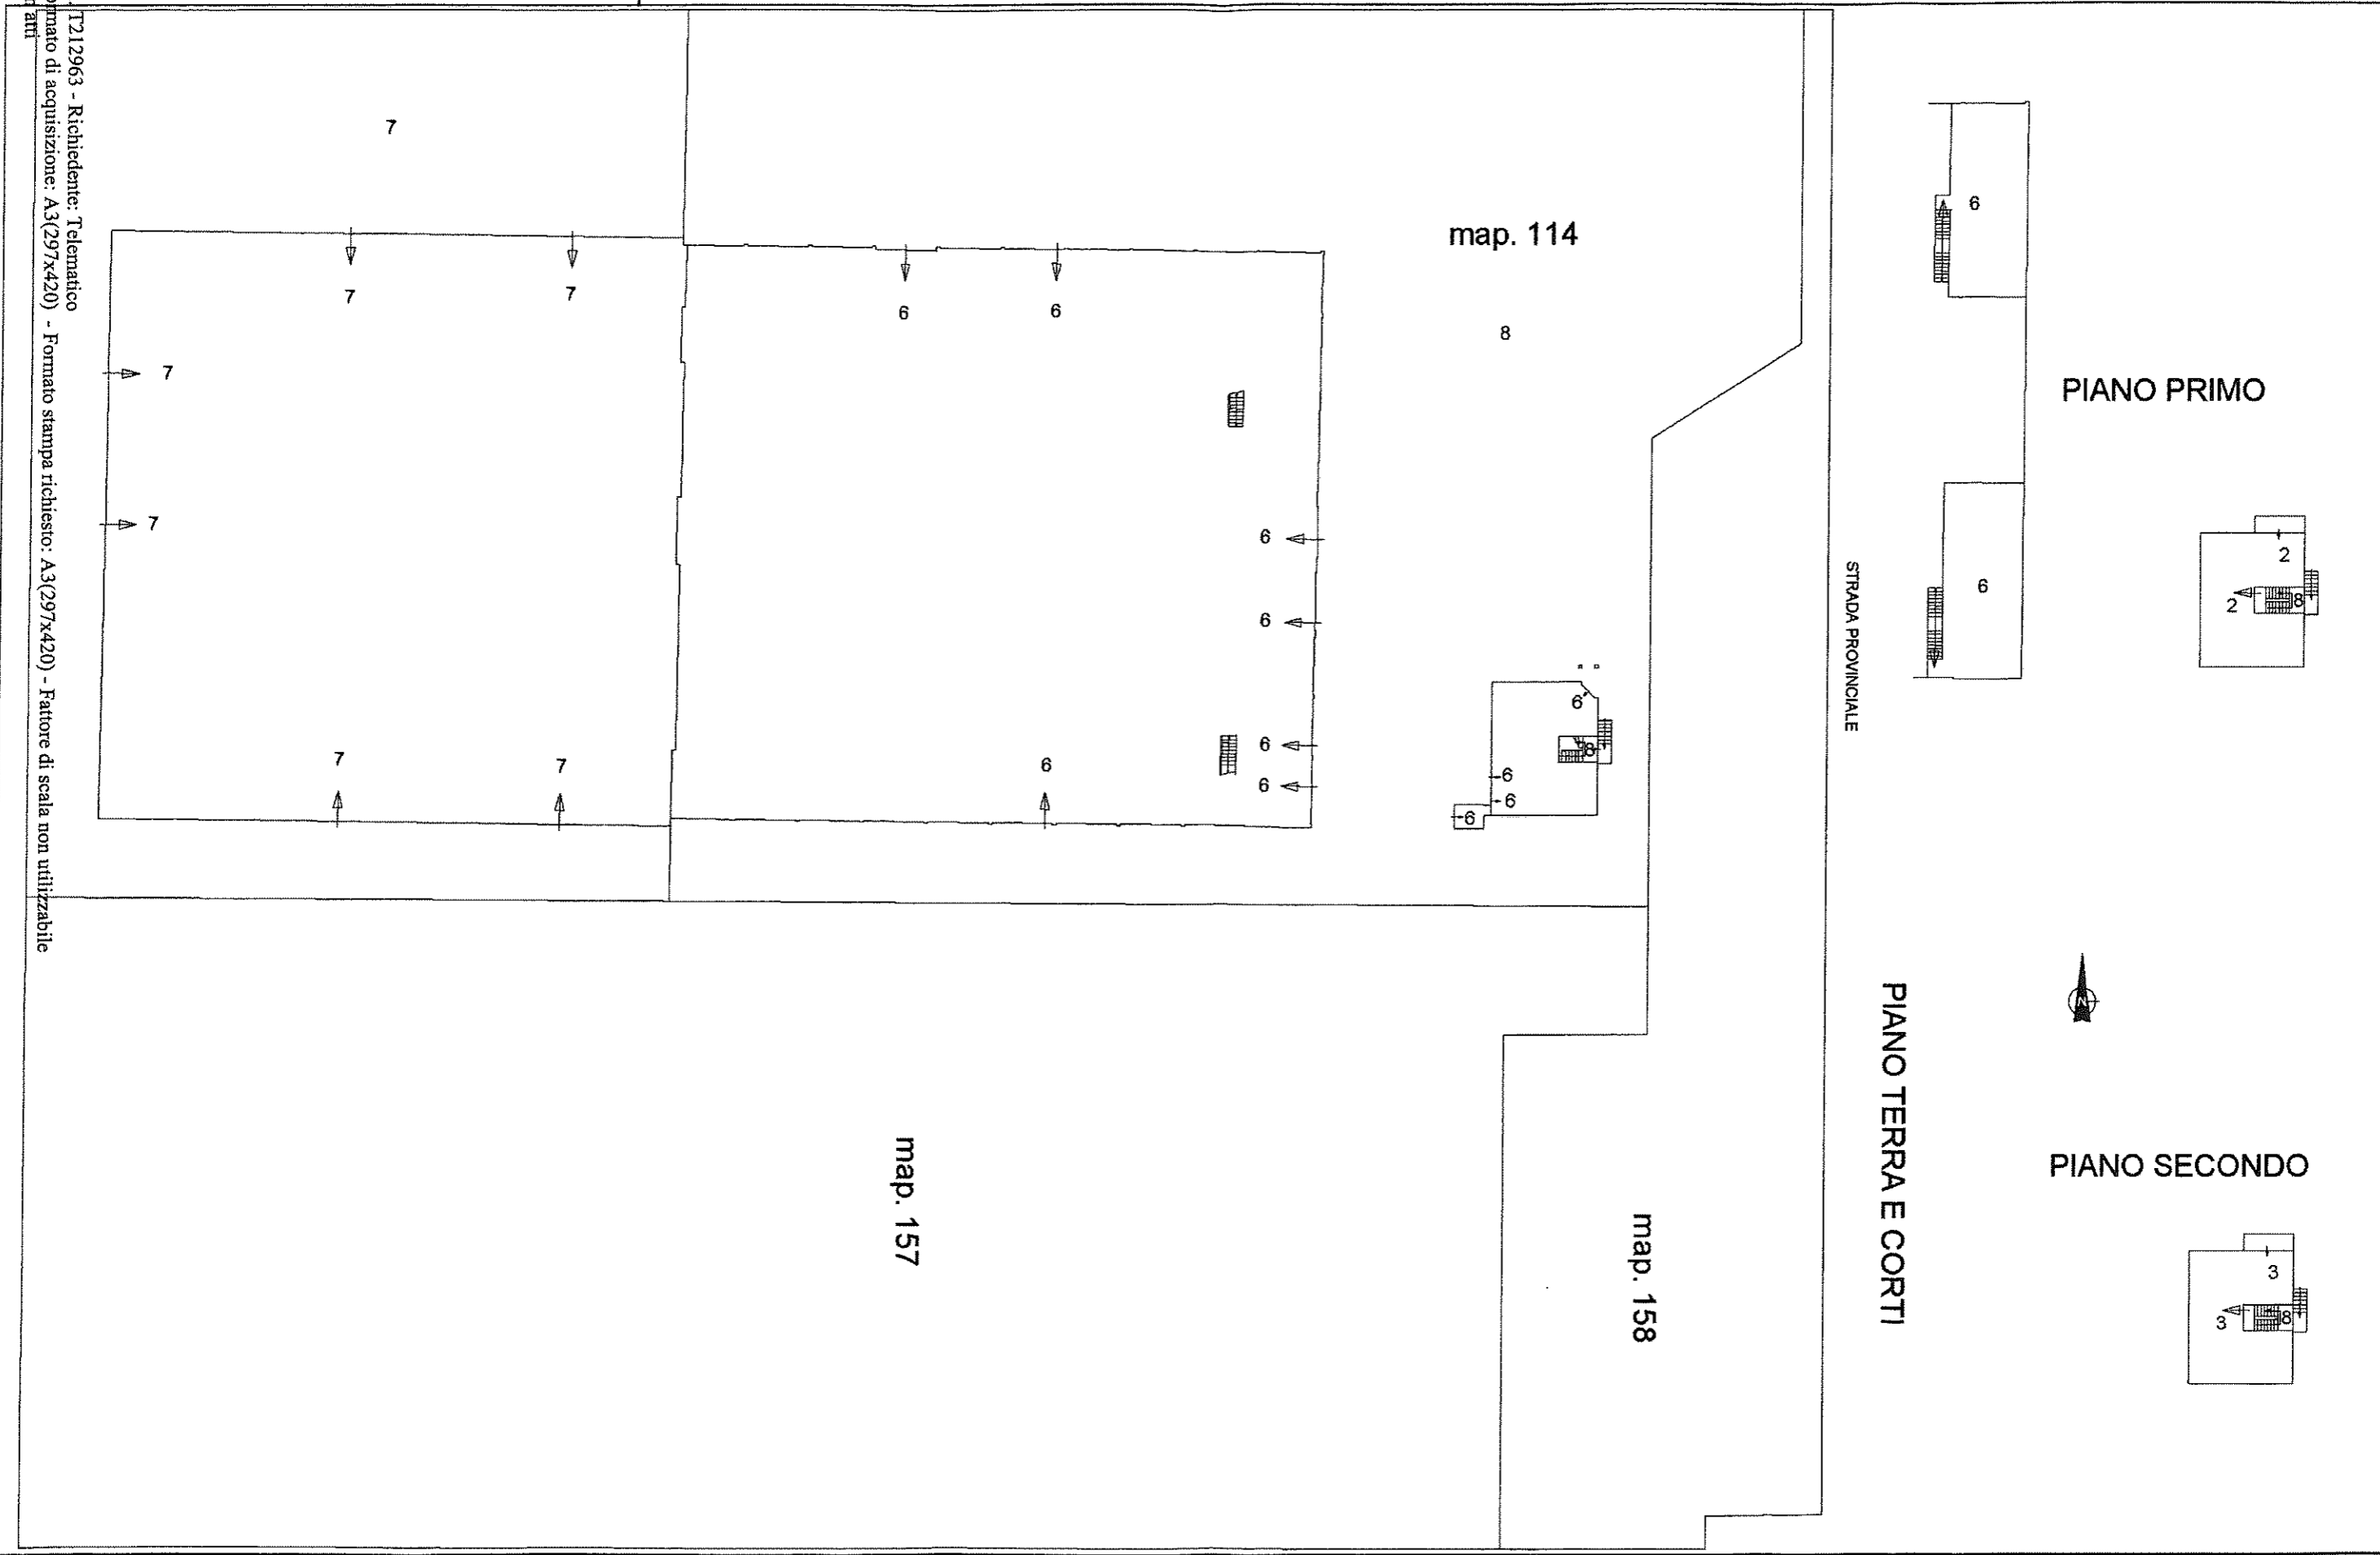 7
map. 114
8
7
7
6
6
7
7
6
6
6
6
7
7
6
6
8
6
6
6
STRADA PROVINCIALE
6
6
PIANO PRIMO
2
2
8
N
PIANO TERRA E CORTI
PIANO SECONDO
3
3
8
map. 157
map. 158
T212963 - Richiedente: Telematico
di acquisizione: A3(297x420) - Formato stampa richiesto: A3(297x420) - Fattore di scala non utilizzabile